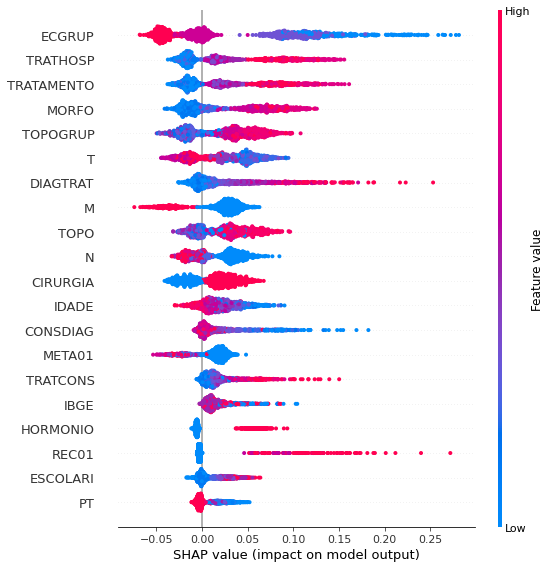 High
ECGRUP
TRATHOSP
TRATAMENTO
MORFO
TOPOGRUP
T
DIAGTRAT
M
TOPO
N
CIRURGIA
IDADE
CONSDIAG
META01
TRATCONS
IBGE
HORMONIO
REC01
ESCOLARI
PT
Feature value
Low
−0.05 0.00 0.05 0.10 0.15 0.20 0.25
SHAP value (impact on model output)